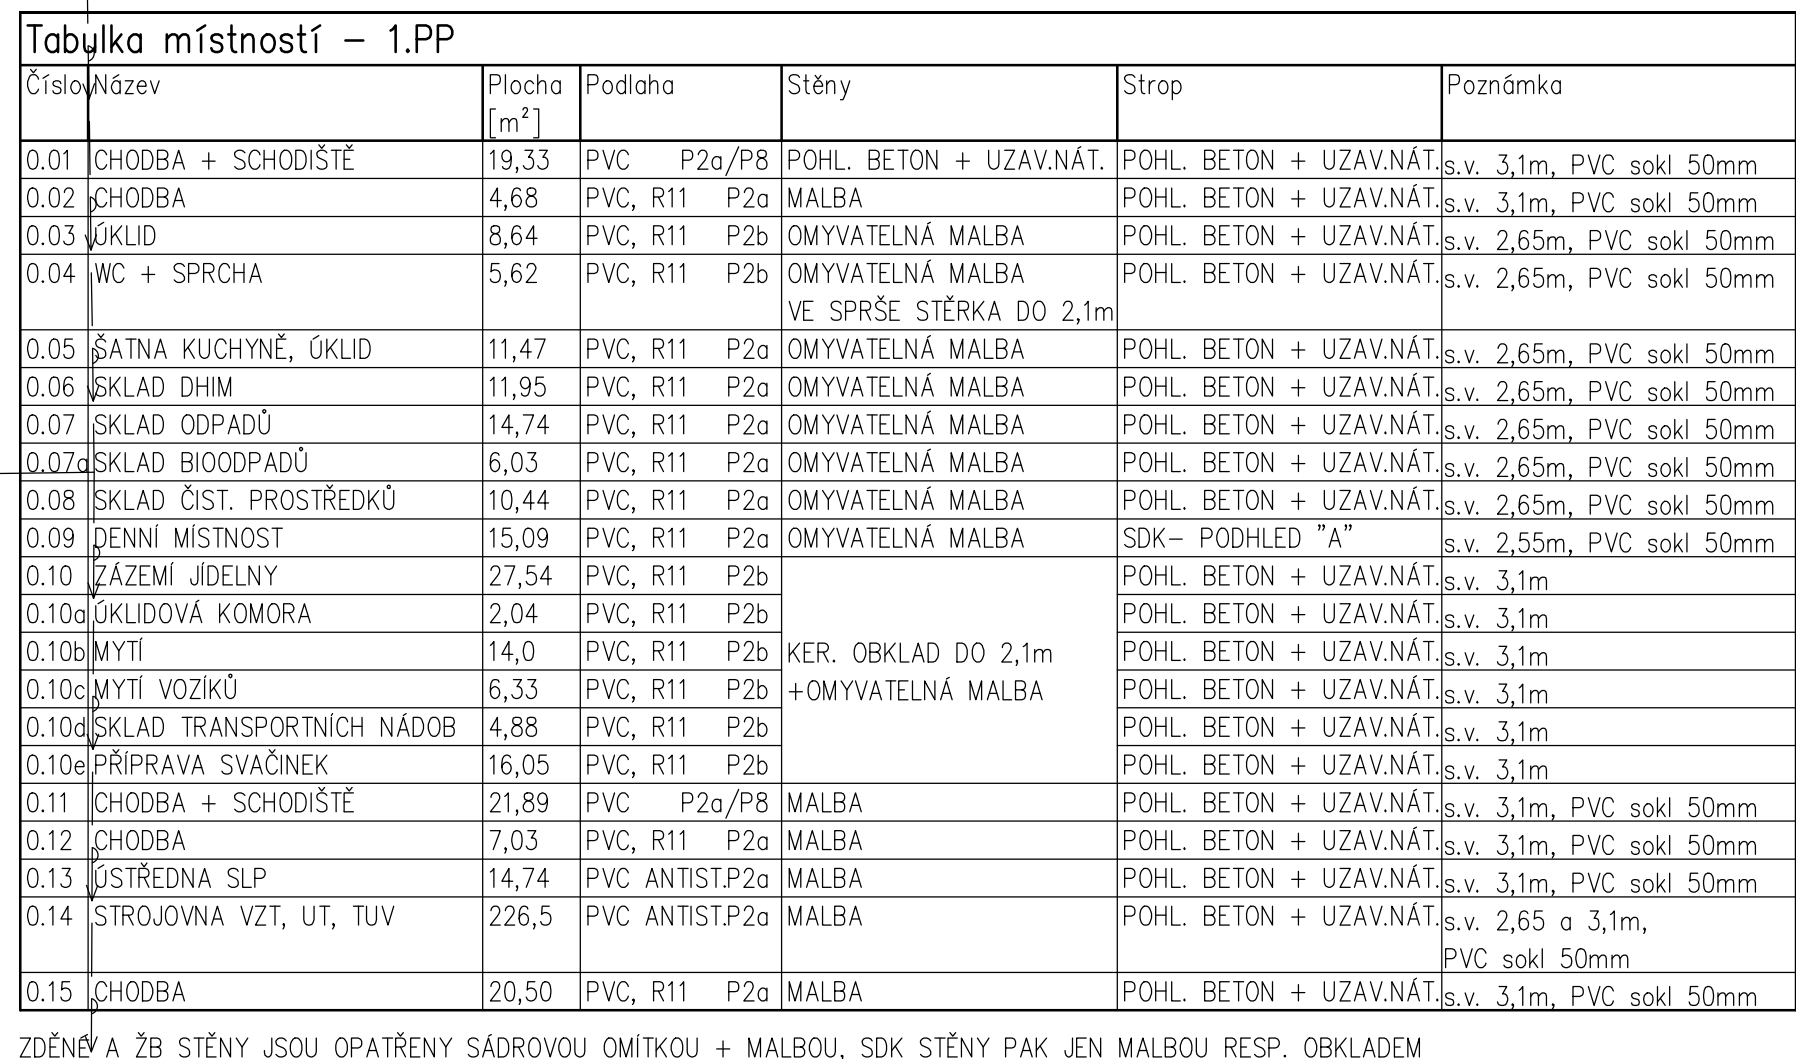 Tabulka místností – 1.PP
Číslo Název Plocha [m²] Podlaha Stěny Strop Poznámka
0.01 CHODBA + SCHODIŠTĚ 19,33 PVC P2a/P8 POHL. BETON + UZAV.NÁT. POHL. BETON + UZAV.NÁT. s.v. 3,1m, PVC sokl 50mm
0.02 CHODBA 4,68 PVC, R11 P2a MALBA POHL. BETON + UZAV.NÁT. s.v. 3,1m, PVC sokl 50mm
0.03 ÚKLID 8,64 PVC, R11 P2b OMYVATELNÁ MALBA POHL. BETON + UZAV.NÁT. s.v. 2,65m, PVC sokl 50mm
0.04 WC + SPRCHA 5,62 PVC, R11 P2b OMYVATELNÁ MALBA POHL. BETON + UZAV.NÁT. s.v. 2,65m, PVC sokl 50mm
VE SPRŠE STĚRKA DO 2,1m
0.05 ŠATNA KUCHYNĚ, ÚKLID 11,47 PVC, R11 P2a OMYVATELNÁ MALBA POHL. BETON + UZAV.NÁT. s.v. 2,65m, PVC sokl 50mm
0.06 SKLAD DHIM 11,95 PVC, R11 P2a OMYVATELNÁ MALBA POHL. BETON + UZAV.NÁT. s.v. 2,65m, PVC sokl 50mm
0.07 SKLAD ODPADŮ 14,74 PVC, R11 P2a OMYVATELNÁ MALBA POHL. BETON + UZAV.NÁT. s.v. 2,65m, PVC sokl 50mm
0.07a SKLAD BIOODPADŮ 6,03 PVC, R11 P2a OMYVATELNÁ MALBA POHL. BETON + UZAV.NÁT. s.v. 2,65m, PVC sokl 50mm
0.08 SKLAD ČIST. PROSTŘEDKŮ 10,44 PVC, R11 P2a OMYVATELNÁ MALBA POHL. BETON + UZAV.NÁT. s.v. 2,65m, PVC sokl 50mm
0.09 DENNÍ MÍSTNOST 15,09 PVC, R11 P2a OMYVATELNÁ MALBA SDK– PODHLED "A" s.v. 2,55m, PVC sokl 50mm
0.10 ZÁZEMÍ JÍDELNY 27,54 PVC, R11 P2b POHL. BETON + UZAV.NÁT. s.v. 3,1m
0.10a ÚKLIDOVÁ KOMORA 2,04 PVC, R11 P2b POHL. BETON + UZAV.NÁT. s.v. 3,1m
0.10b MYTÍ 14,0 PVC, R11 P2b KER. OBKLAD DO 2,1m POHL. BETON + UZAV.NÁT. s.v. 3,1m
0.10c MYTÍ VOZÍKŮ 6,33 PVC, R11 P2b +OMYVATELNÁ MALBA POHL. BETON + UZAV.NÁT. s.v. 3,1m
0.10d SKLAD TRANSPORTNÍCH NÁDOB 4,88 PVC, R11 P2b POHL. BETON + UZAV.NÁT. s.v. 3,1m
0.10e PŘÍPRAVA SVAČINEK 16,05 PVC, R11 P2b POHL. BETON + UZAV.NÁT. s.v. 3,1m
0.11 CHODBA + SCHODIŠTĚ 21,89 PVC P2a/P8 MALBA POHL. BETON + UZAV.NÁT. s.v. 3,1m, PVC sokl 50mm
0.12 CHODBA 7,03 PVC, R11 P2a MALBA POHL. BETON + UZAV.NÁT. s.v. 3,1m, PVC sokl 50mm
0.13 ÚSTŘEDNA SLP 14,74 PVC ANTIST.P2a MALBA POHL. BETON + UZAV.NÁT. s.v. 3,1m, PVC sokl 50mm
0.14 STROJOVNA VZT, UT, TUV 226,5 PVC ANTIST.P2a MALBA POHL. BETON + UZAV.NÁT. s.v. 2,65 a 3,1m,
PVC sokl 50mm
0.15 CHODBA 20,50 PVC, R11 P2a MALBA POHL. BETON + UZAV.NÁT. s.v. 3,1m, PVC sokl 50mm
ZDĚNÉ A ŽB STĚNY JSOU OPATŘENY SÁDROVOU OMÍTKOU + MALBOU, SDK STĚNY PAK JEN MALBOU RESP. OBKLADEM